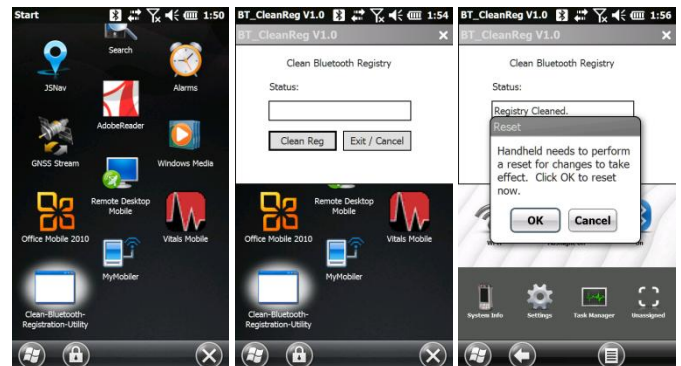 Start 1:50
Search
JSNav
Alarms
AdobeReader
GNSS Stream
Windows Media
Remote Desktop
Mobile
Office Mobile 2010
Vitals Mobile
MyMobiler
Clean-Bluetooth-
Registration-Utility
BT_CleanReg V1.0 1:54
BT_CleanReg V1.0
Clean Bluetooth Registry
Status:
Clean Reg
Exit / Cancel
Remote Desktop
Mobile
Office Mobile 2010
Vitals Mobile
MyMobiler
Clean-Bluetooth-
Registration-Utility
BT_CleanReg V1.0 1:56
BT_CleanReg V1.0
Clean Bluetooth Registry
Status:
Registry Cleaned.
Reset
Handheld needs to perform
a reset for changes to take
effect. Click OK to reset
now.
OK
Cancel
System Info
Settings
Task Manager
Unassigned